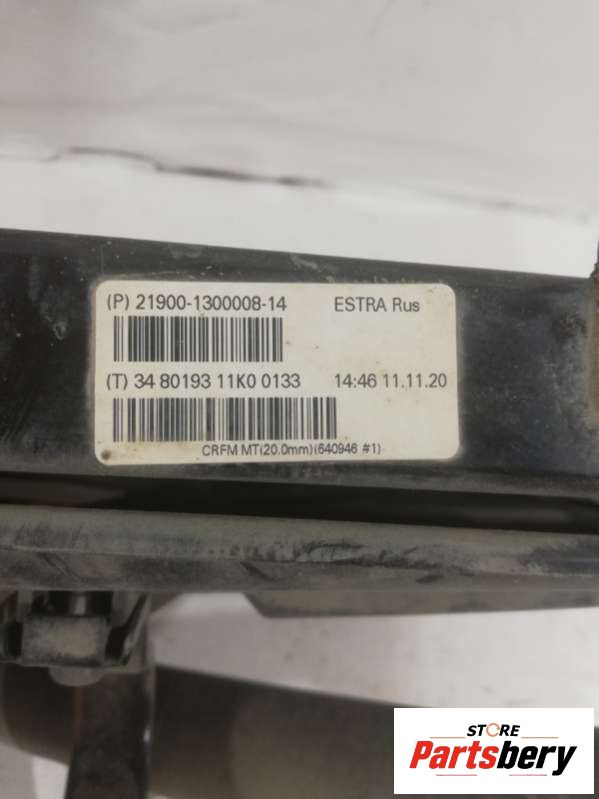 (P) 21900-1300008-14 ESTRA Rus
(T) 34 80193 11K0 0133 14:46 11.11.20
CRFM MT(20.0mm)(640946 #1)
STORE
Partsbery